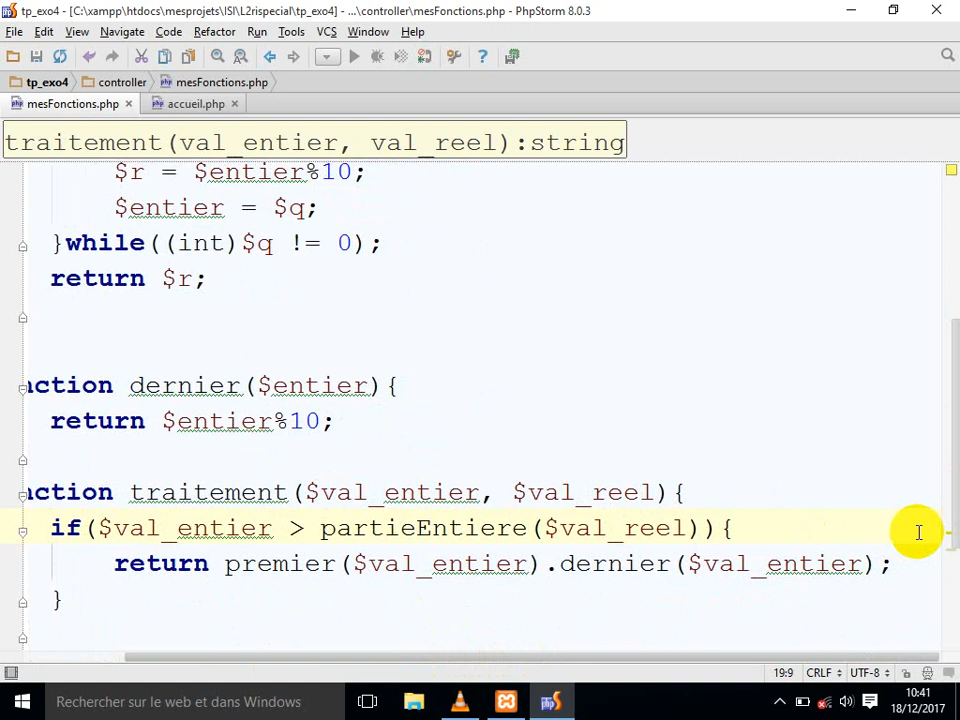 tp_exo4 - [C:\xampp\htdocs\mesprojets\ISI\L2rispecial\tp_exo4] - ...\controller\mesFonctions.php - PhpStorm 8.0.3
File Edit View Navigate Code Refactor Run Tools VCS Window Help
tp_exo4 controller mesFonctions.php
mesFonctions.php accueil.php
traitement(val_entier, val_reel):string
$r = $entier%10;
$entier = $q;
}while((int)$q != 0);
return $r;
nction dernier($entier){
return $entier%10;
nction traitement($val_entier, $val_reel){
if($val_entier > partieEntiere($val_reel)){
return premier($val_entier).dernier($val_entier);
}
19:9 CRLF UTF-8
Rechercher sur le web et dans Windows
10:41
18/12/2017